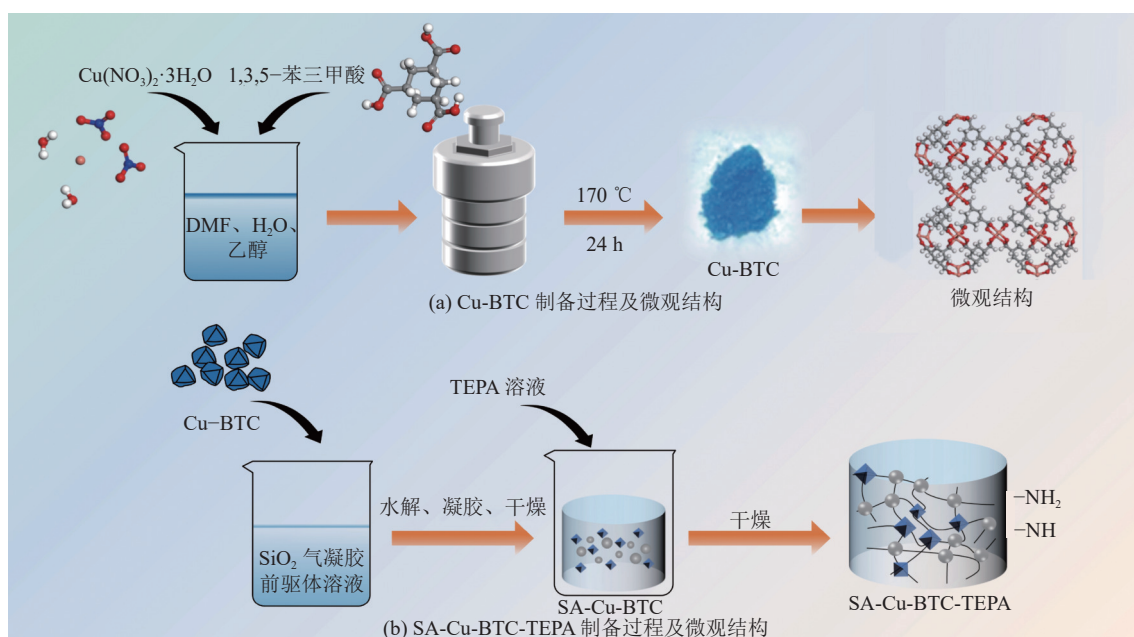 Cu(NO₃)₂·3H₂O 1,3,5−苯三甲酸
DMF、H₂O、
乙醇
170 ℃
24 h
Cu-BTC
微观结构
(a) Cu-BTC 制备过程及微观结构
Cu−BTC
TEPA 溶液
SiO₂ 气凝胶
前驱体溶液
水解、凝胶、干燥
SA-Cu-BTC
干燥
−NH₂
−NH
SA-Cu-BTC-TEPA
(b) SA-Cu-BTC-TEPA 制备过程及微观结构